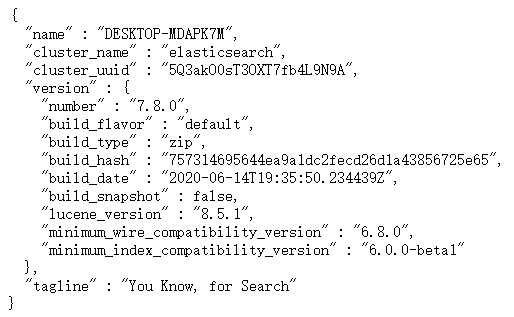 {
  "name" : "DESKTOP-MDAPK7M",
  "cluster_name" : "elasticsearch",
  "cluster_uuid" : "5Q3akO0sT3OXT7fb4L9N9A",
  "version" : {
    "number" : "7.8.0",
    "build_flavor" : "default",
    "build_type" : "zip",
    "build_hash" : "757314695644ea9a1dc2fecd26d1a43856725e65",
    "build_date" : "2020-06-14T19:35:50.234439Z",
    "build_snapshot" : false,
    "lucene_version" : "8.5.1",
    "minimum_wire_compatibility_version" : "6.8.0",
    "minimum_index_compatibility_version" : "6.0.0-beta1"
  },
  "tagline" : "You Know, for Search"
}